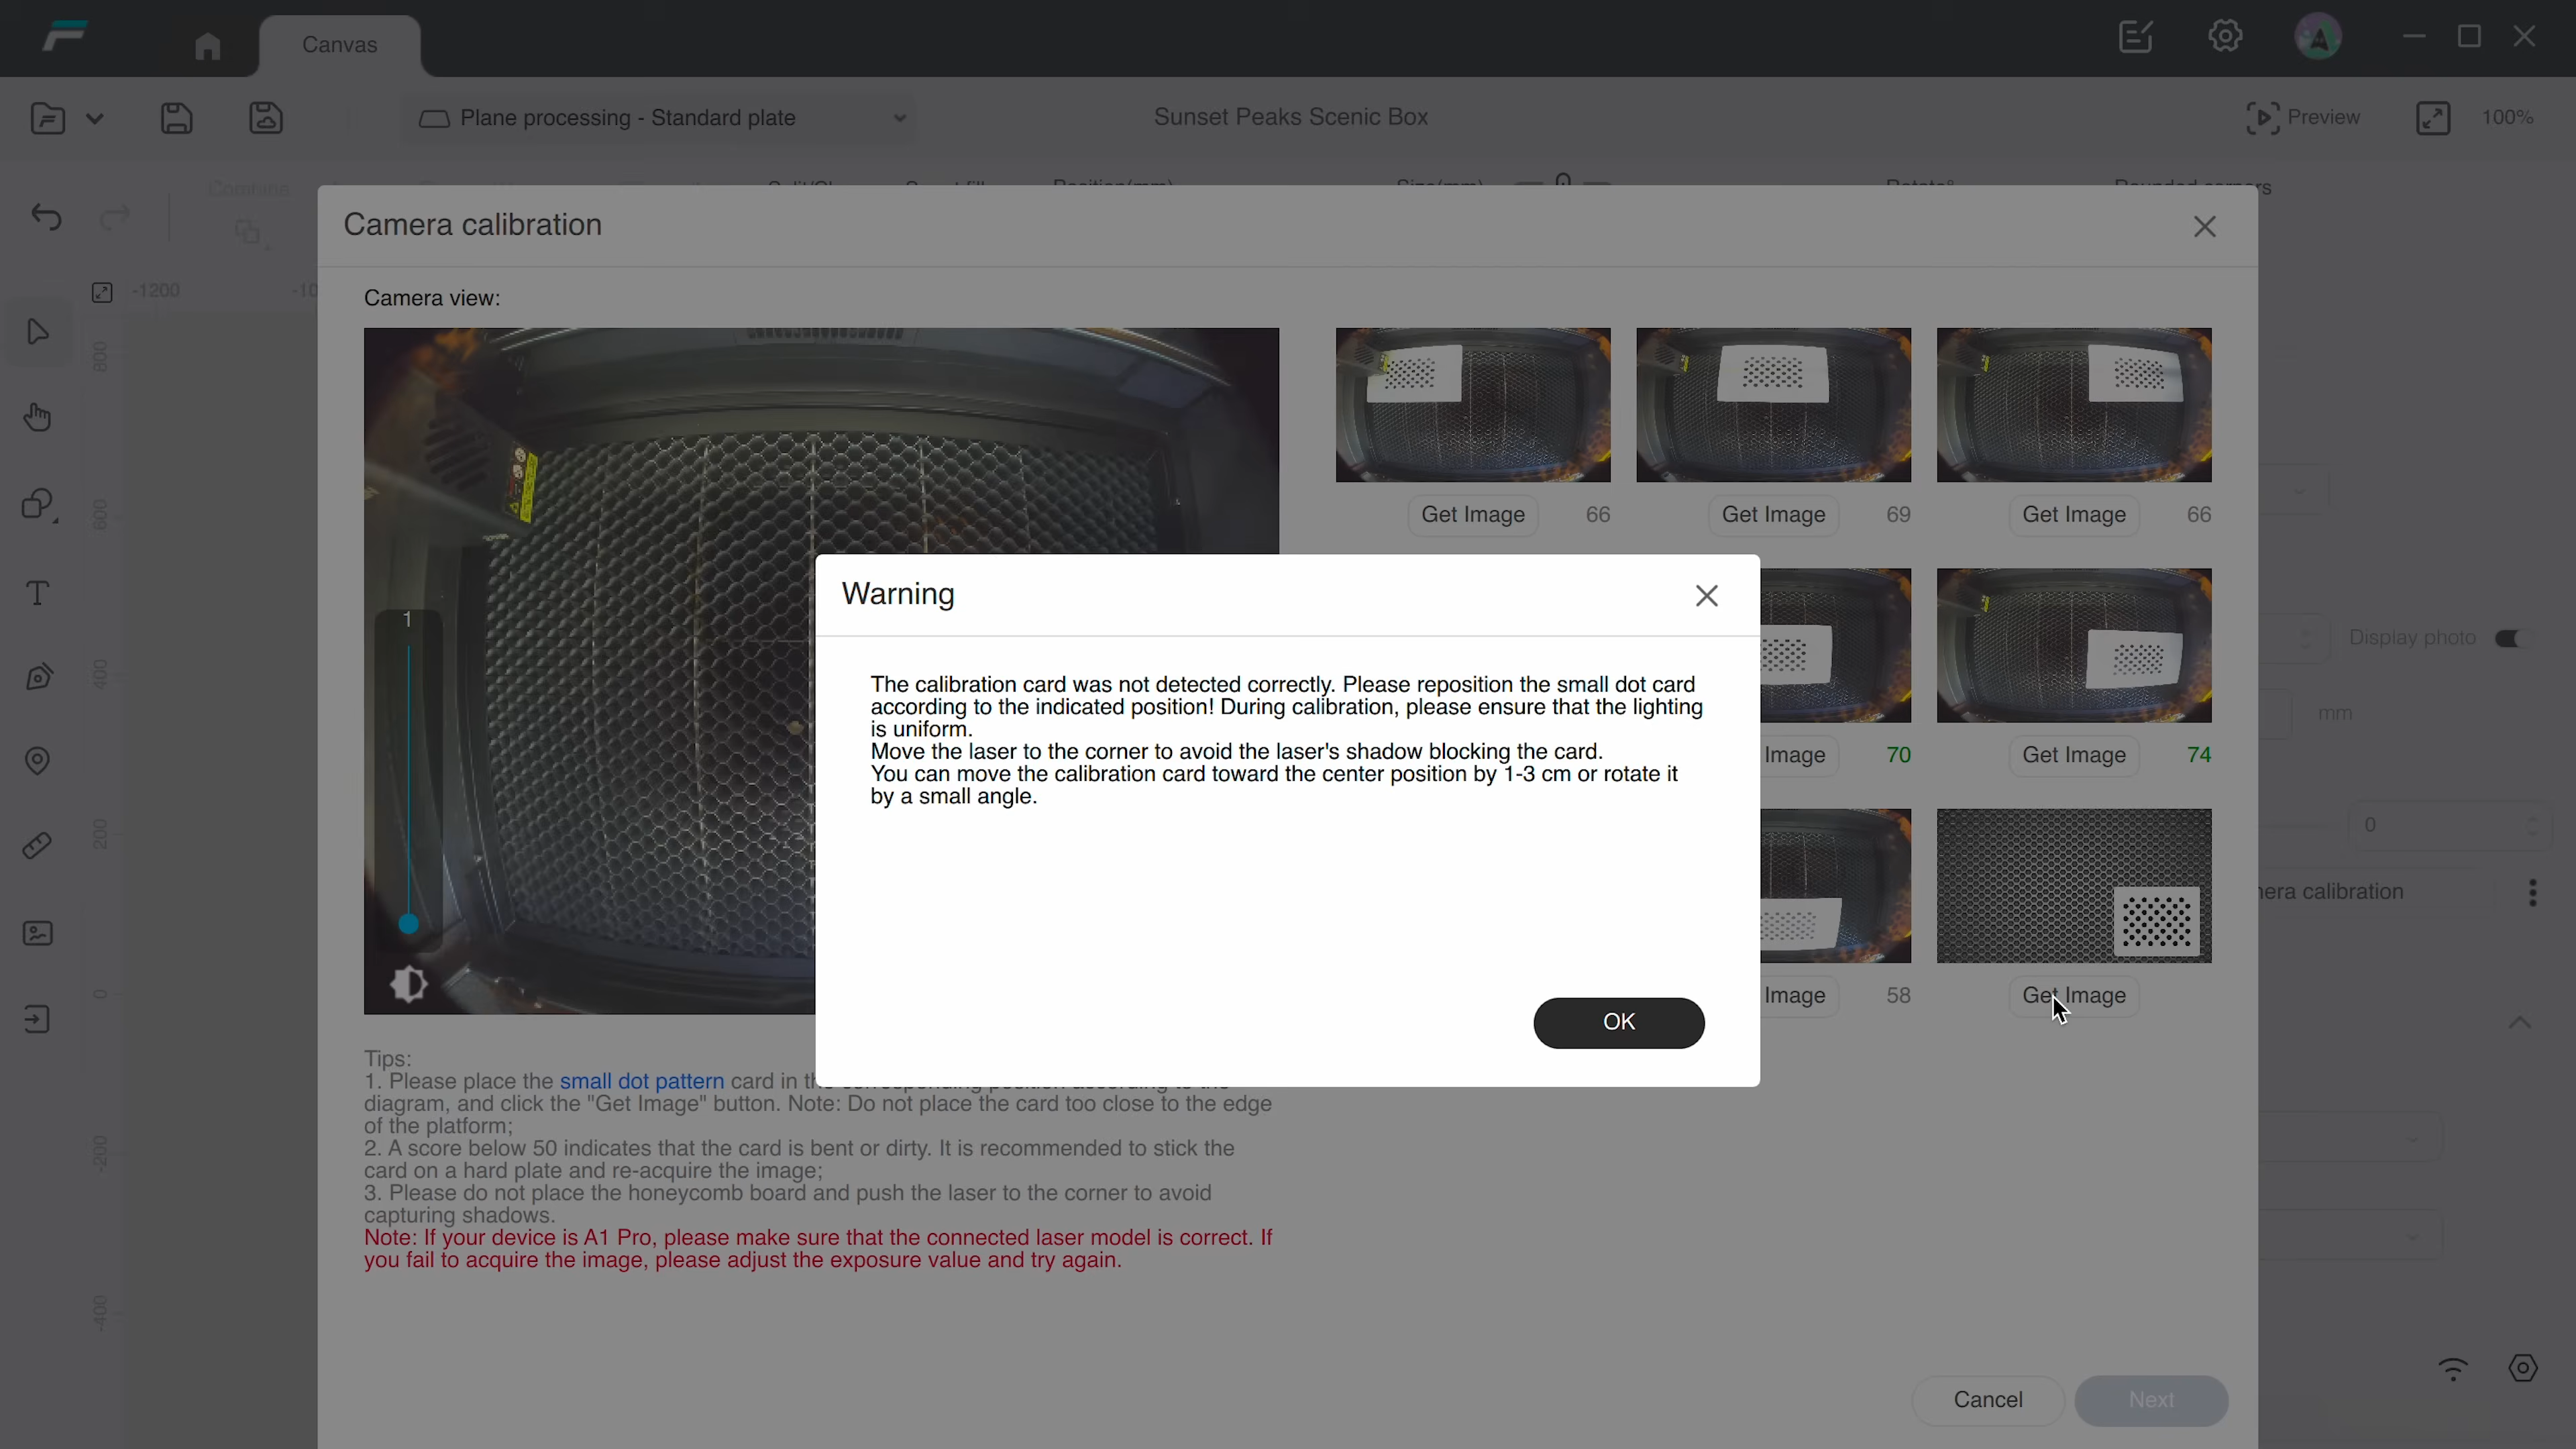 Canvas
Plane processing - Standard plate
Sunset Peaks Scenic Box
Preview
100%
Camera calibration
-1200
-10
Camera view:
800
600
400
200
0
-200
-400
1
Get Image 66
Get Image 69
Get Image 66
Image 70
Get Image 74
Image 58
Get Image
Display photo
mm
0
era calibration
Warning
The calibration card was not detected correctly. Please reposition the small dot card
according to the indicated position! During calibration, please ensure that the lighting
is uniform.
Move the laser to the corner to avoid the laser's shadow blocking the card.
You can move the calibration card toward the center position by 1-3 cm or rotate it
by a small angle.
OK
Tips:
1. Please place the small dot pattern card in
diagram, and click the "Get Image" button. Note: Do not place the card too close to the edge
of the platform;
2. A score below 50 indicates that the card is bent or dirty. It is recommended to stick the
card on a hard plate and re-acquire the image;
3. Please do not place the honeycomb board and push the laser to the corner to avoid
capturing shadows.
Note: If your device is A1 Pro, please make sure that the connected laser model is correct. If
you fail to acquire the image, please adjust the exposure value and try again.
Cancel
Next